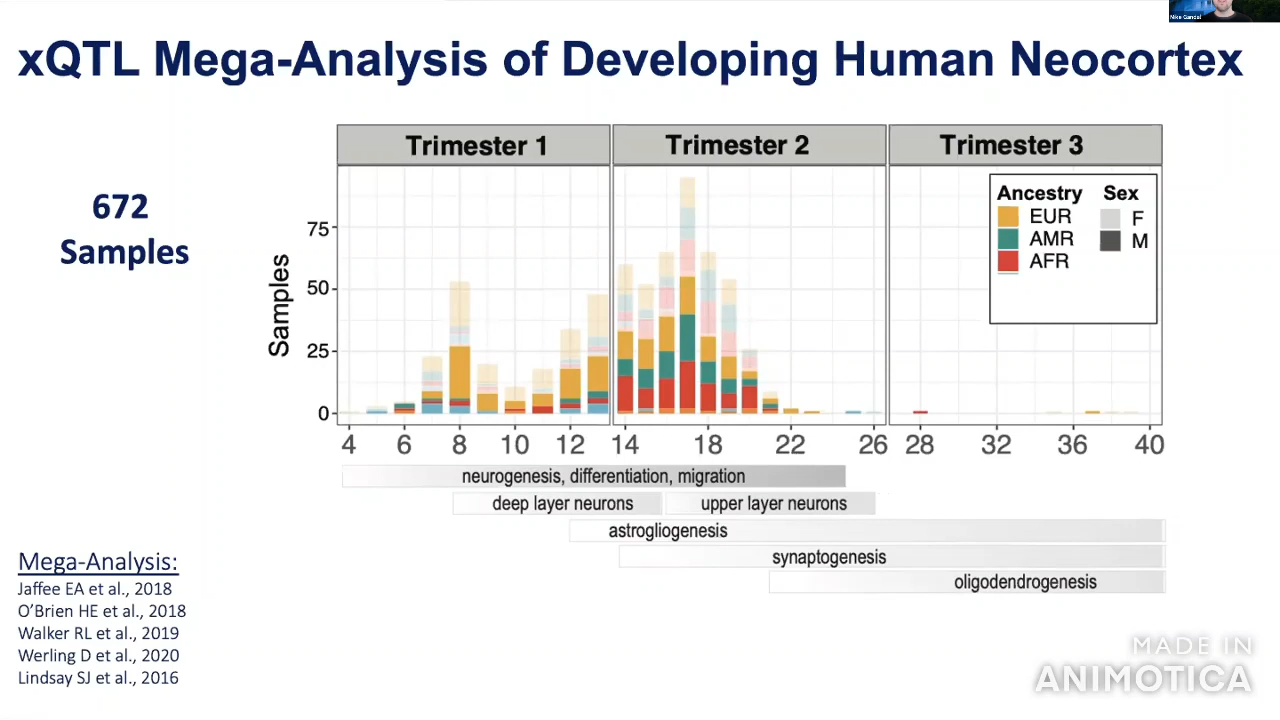 Mike Gandal
xQTL Mega-Analysis of Developing Human Neocortex
672
Samples
Trimester 1
Trimester 2
Trimester 3
Ancestry
Sex
EUR
AMR
AFR
F
M
Samples
75
50
25
0
4 6 8 10 12 14 18 22 26 28 32 36 40
neurogenesis, differentiation, migration
deep layer neurons
upper layer neurons
astrogliogenesis
synaptogenesis
oligodendrogenesis
Mega-Analysis:
Jaffee EA et al., 2018
O’Brien HE et al., 2018
Walker RL et al., 2019
Werling D et al., 2020
Lindsay SJ et al., 2016
MADE IN
ANIMOTICA